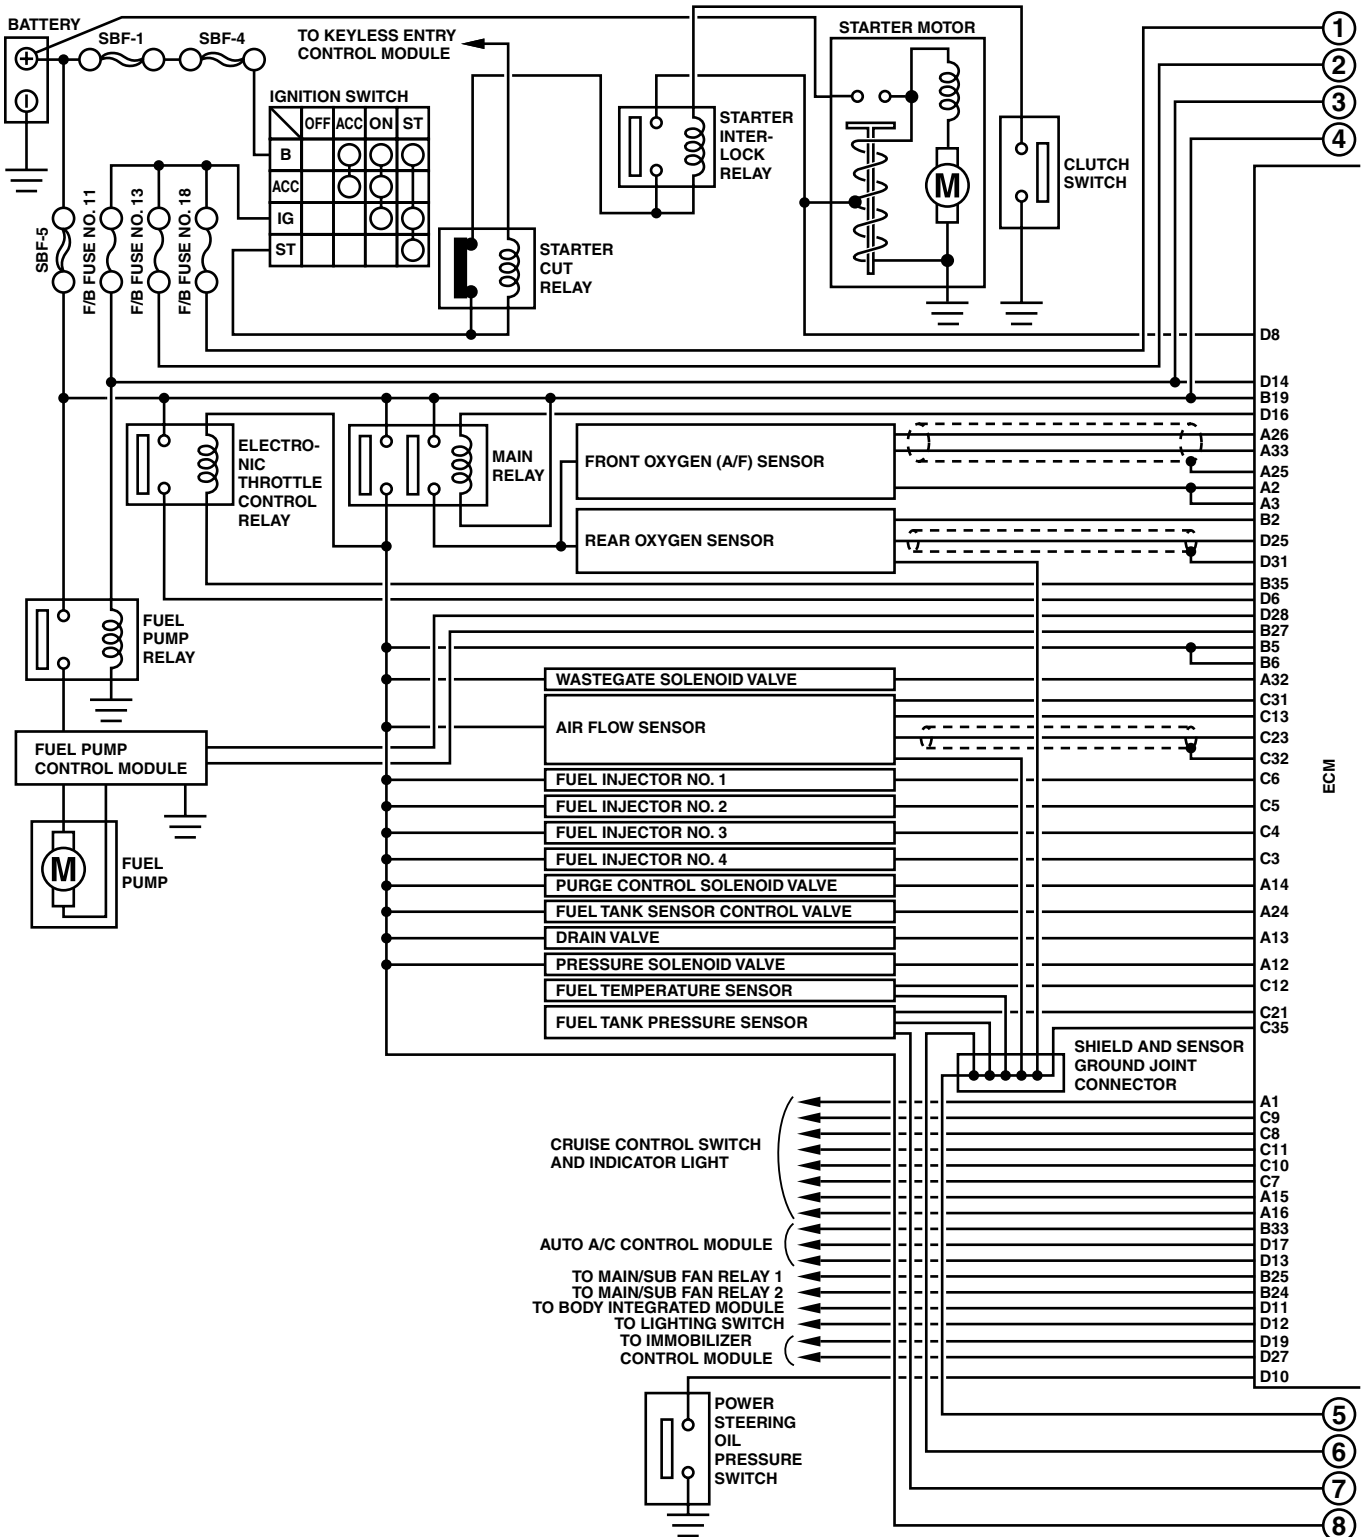 BATTERY
SBF-1
SBF-4
TO KEYLESS ENTRY
CONTROL MODULE
STARTER MOTOR
M
1
2
3
4
IGNITION SWITCH
OFF ACC ON ST
B
ACC
IG
ST
STARTER
INTER-
LOCK
RELAY
CLUTCH
SWITCH
SBF-5
F/B FUSE NO. 11
F/B FUSE NO. 13
F/B FUSE NO. 18
STARTER
CUT
RELAY
D8
D14
B19
D16
A26
A33
A25
A2
A3
B2
D25
D31
B35
D6
D28
B27
B5
B6
A32
C31
C13
C23
C32
C6
C5
C4
C3
A14
A24
A13
A12
C12
C21
C35
ECM
ELECTRO-
NIC
THROTTLE
CONTROL
RELAY
MAIN
RELAY
FRONT OXYGEN (A/F) SENSOR
REAR OXYGEN SENSOR
FUEL
PUMP
RELAY
FUEL PUMP
CONTROL MODULE
M
FUEL
PUMP
WASTEGATE SOLENOID VALVE
AIR FLOW SENSOR
FUEL INJECTOR NO. 1
FUEL INJECTOR NO. 2
FUEL INJECTOR NO. 3
FUEL INJECTOR NO. 4
PURGE CONTROL SOLENOID VALVE
FUEL TANK SENSOR CONTROL VALVE
DRAIN VALVE
PRESSURE SOLENOID VALVE
FUEL TEMPERATURE SENSOR
FUEL TANK PRESSURE SENSOR
SHIELD AND SENSOR
GROUND JOINT
CONNECTOR
CRUISE CONTROL SWITCH
AND INDICATOR LIGHT
AUTO A/C CONTROL MODULE
TO MAIN/SUB FAN RELAY 1
TO MAIN/SUB FAN RELAY 2
TO BODY INTEGRATED MODULE
TO LIGHTING SWITCH
TO IMMOBILIZER
CONTROL MODULE
A1
C9
C8
C11
C10
C7
A15
A16
B33
D17
D13
B25
B24
D11
D12
D19
D27
D10
POWER
STEERING
OIL
PRESSURE
SWITCH
5
6
7
8